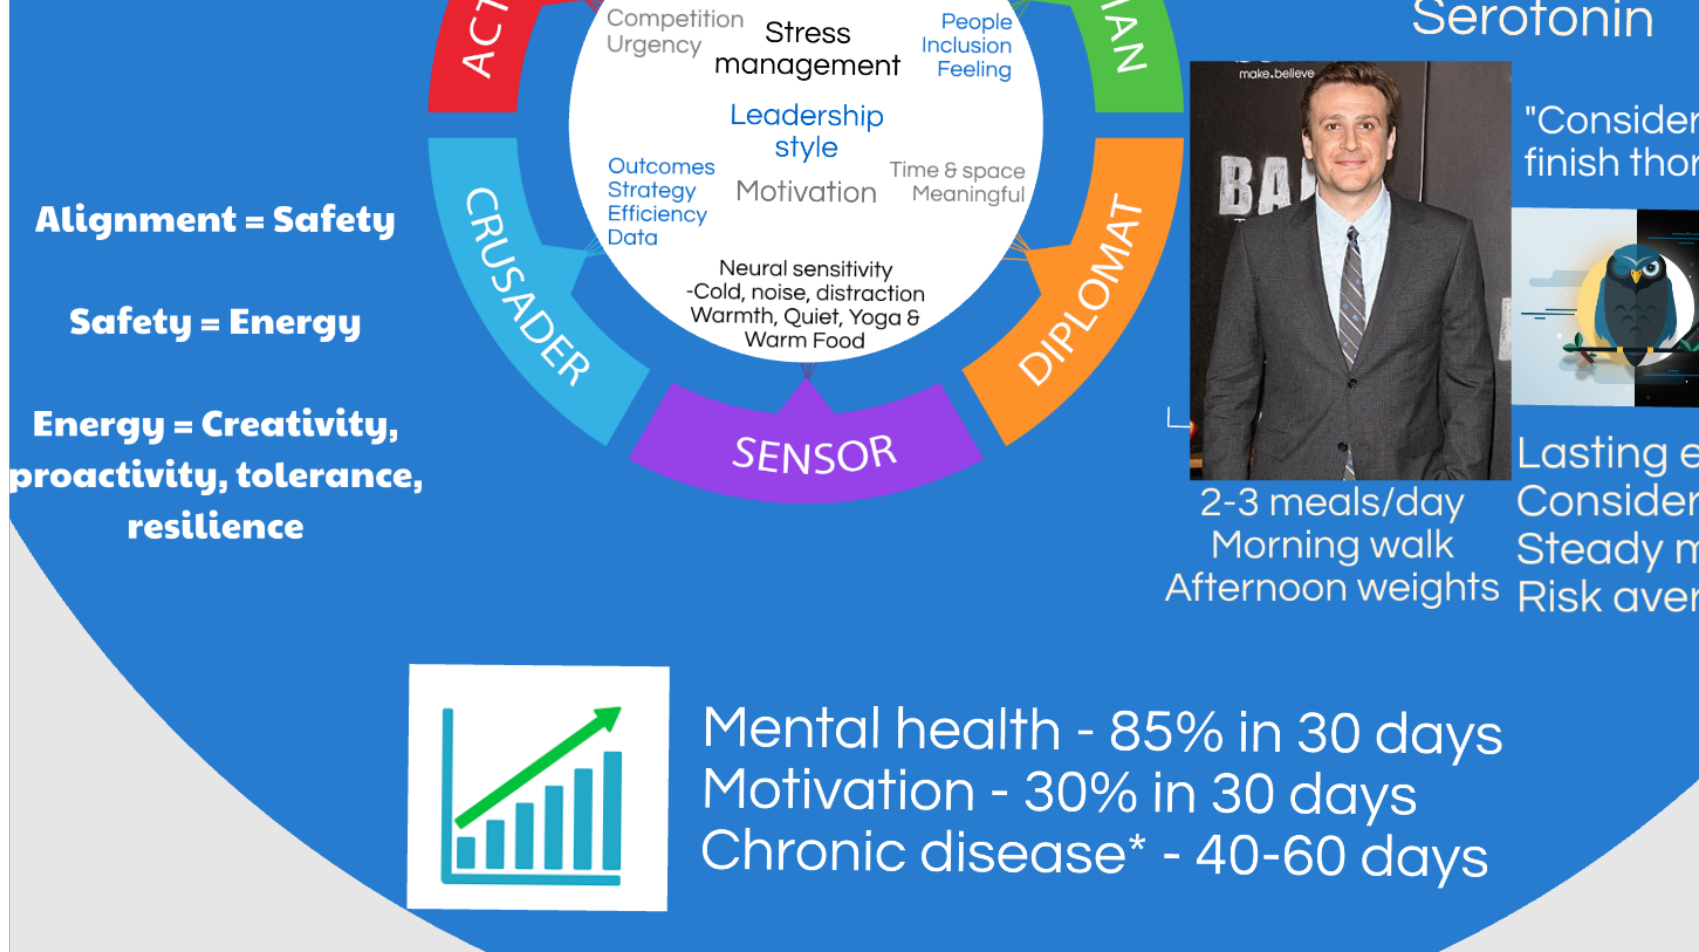 ACT
Competition
Urgency
Stress
management
People
Inclusion
Feeling
IAN
Serotonin
Leadership
style
Outcomes
Strategy
Efficiency
Data
Motivation
Time & space
Meaningful
Neural sensitivity
-Cold, noise, distraction
Warmth, Quiet, Yoga &
Warm Food
CRUSADER
SENSOR
DIPLOMAT
Alignment = Safety
Safety = Energy
Energy = Creativity,
proactivity, tolerance,
resilience
make.believe
BA
"Consider
finish thor
2-3 meals/day
Morning walk
Afternoon weights
Lasting e
Consider
Steady m
Risk aver
Mental health - 85% in 30 days
Motivation - 30% in 30 days
Chronic disease* - 40-60 days